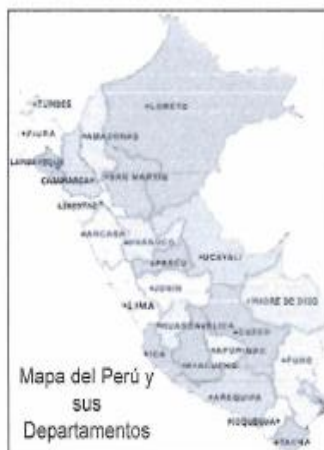 TUMBES
LORETO
PIURA
AMAZONAS
LAMBAYEQUE
CAJAMARCA
SAN MARTIN
LIBERTAD
ANCASH
HUANUCO
UCAYALI
PASCO
JUNIN
LIMA
MADRE DE DIOS
HUANCAVELICA
CUZCO
ICA
APURIMAC
PUNO
AYACUCHO
AREQUIPA
MOQUEGUA
TACNA
Mapa del Perú y
sus
Departamentos